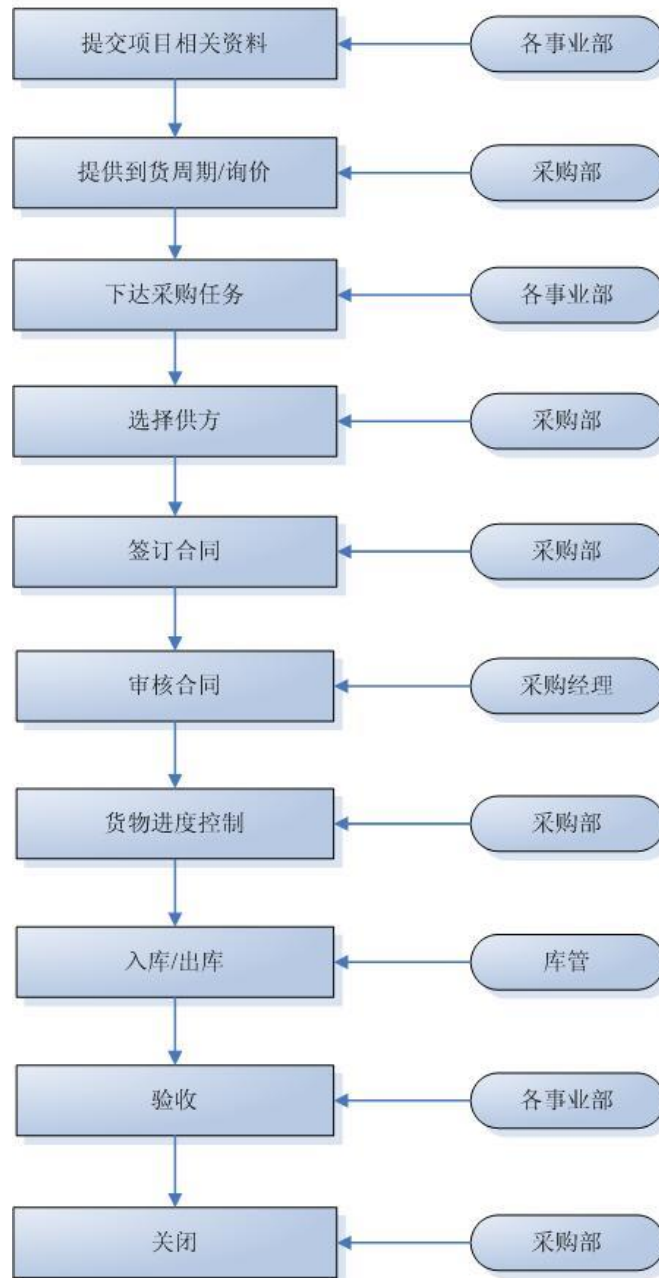 提交项目相关资料
各事业部
提供到货周期/询价
采购部
下达采购任务
各事业部
选择供方
采购部
签订合同
采购部
审核合同
采购经理
货物进度控制
采购部
入库/出库
库管
验收
各事业部
关闭
采购部